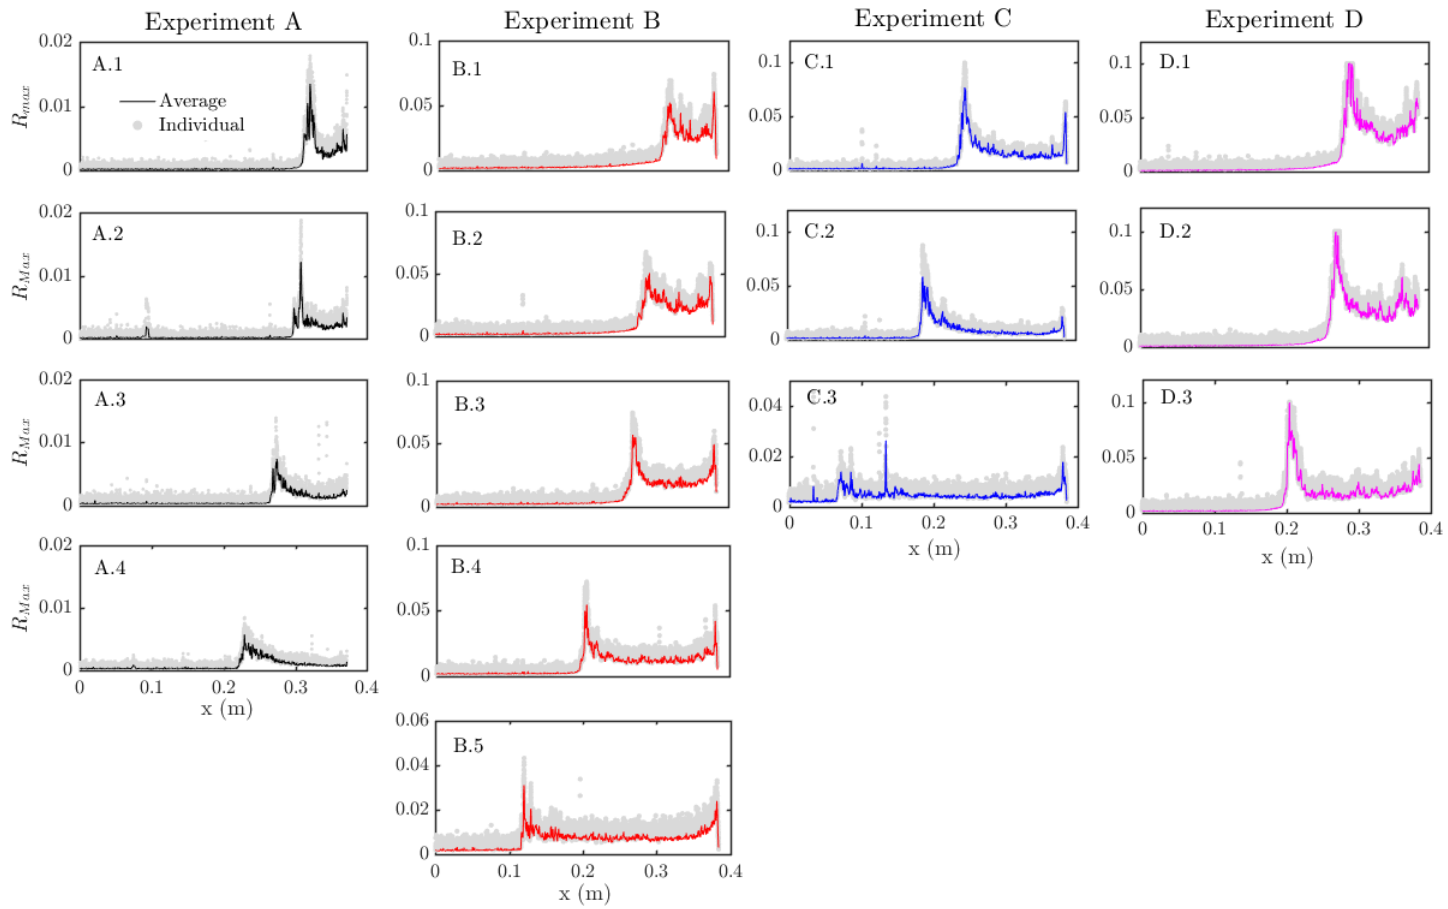 Experiment A
Experiment B
Experiment C
Experiment D
R_max
0.02
0.01
0
A.1
Average
Individual
0.1
0.05
0
B.1
0.1
0.05
0
C.1
0.1
0.05
0
D.1
R_Max
0.02
0.01
0
A.2
0.1
0.05
0
B.2
0.1
0.05
0
C.2
0.1
0.05
0
D.2
R_Max
0.02
0.01
0
A.3
0.1
0.05
0
B.3
0.04
0.02
0
C.3
0 0.1 0.2 0.3 0.4
x (m)
0.1
0.05
0
D.3
0 0.1 0.2 0.3 0.4
x (m)
R_Max
0.02
0.01
0
A.4
0 0.1 0.2 0.3 0.4
x (m)
0.1
0.05
0
B.4
0.06
0.04
0.02
0
B.5
0 0.1 0.2 0.3 0.4
x (m)